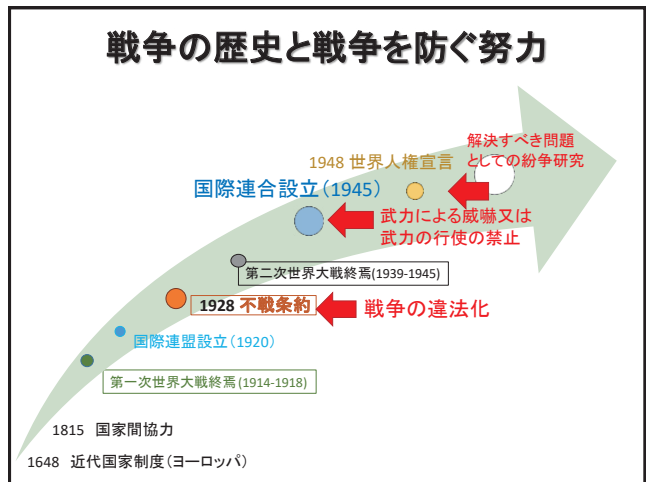 戦争の歴史と戦争を防ぐ努力
解決すべき問題
としての紛争研究
1948 世界人権宣言
国際連合設立(1945)
武力による威嚇又は
武力の行使の禁止
第二次世界大戦終焉(1939-1945)
1928 不戦条約
戦争の違法化
国際連盟設立(1920)
第一次世界大戦終焉(1914-1918)
1815 国家間協力
1648 近代国家制度(ヨーロッパ)